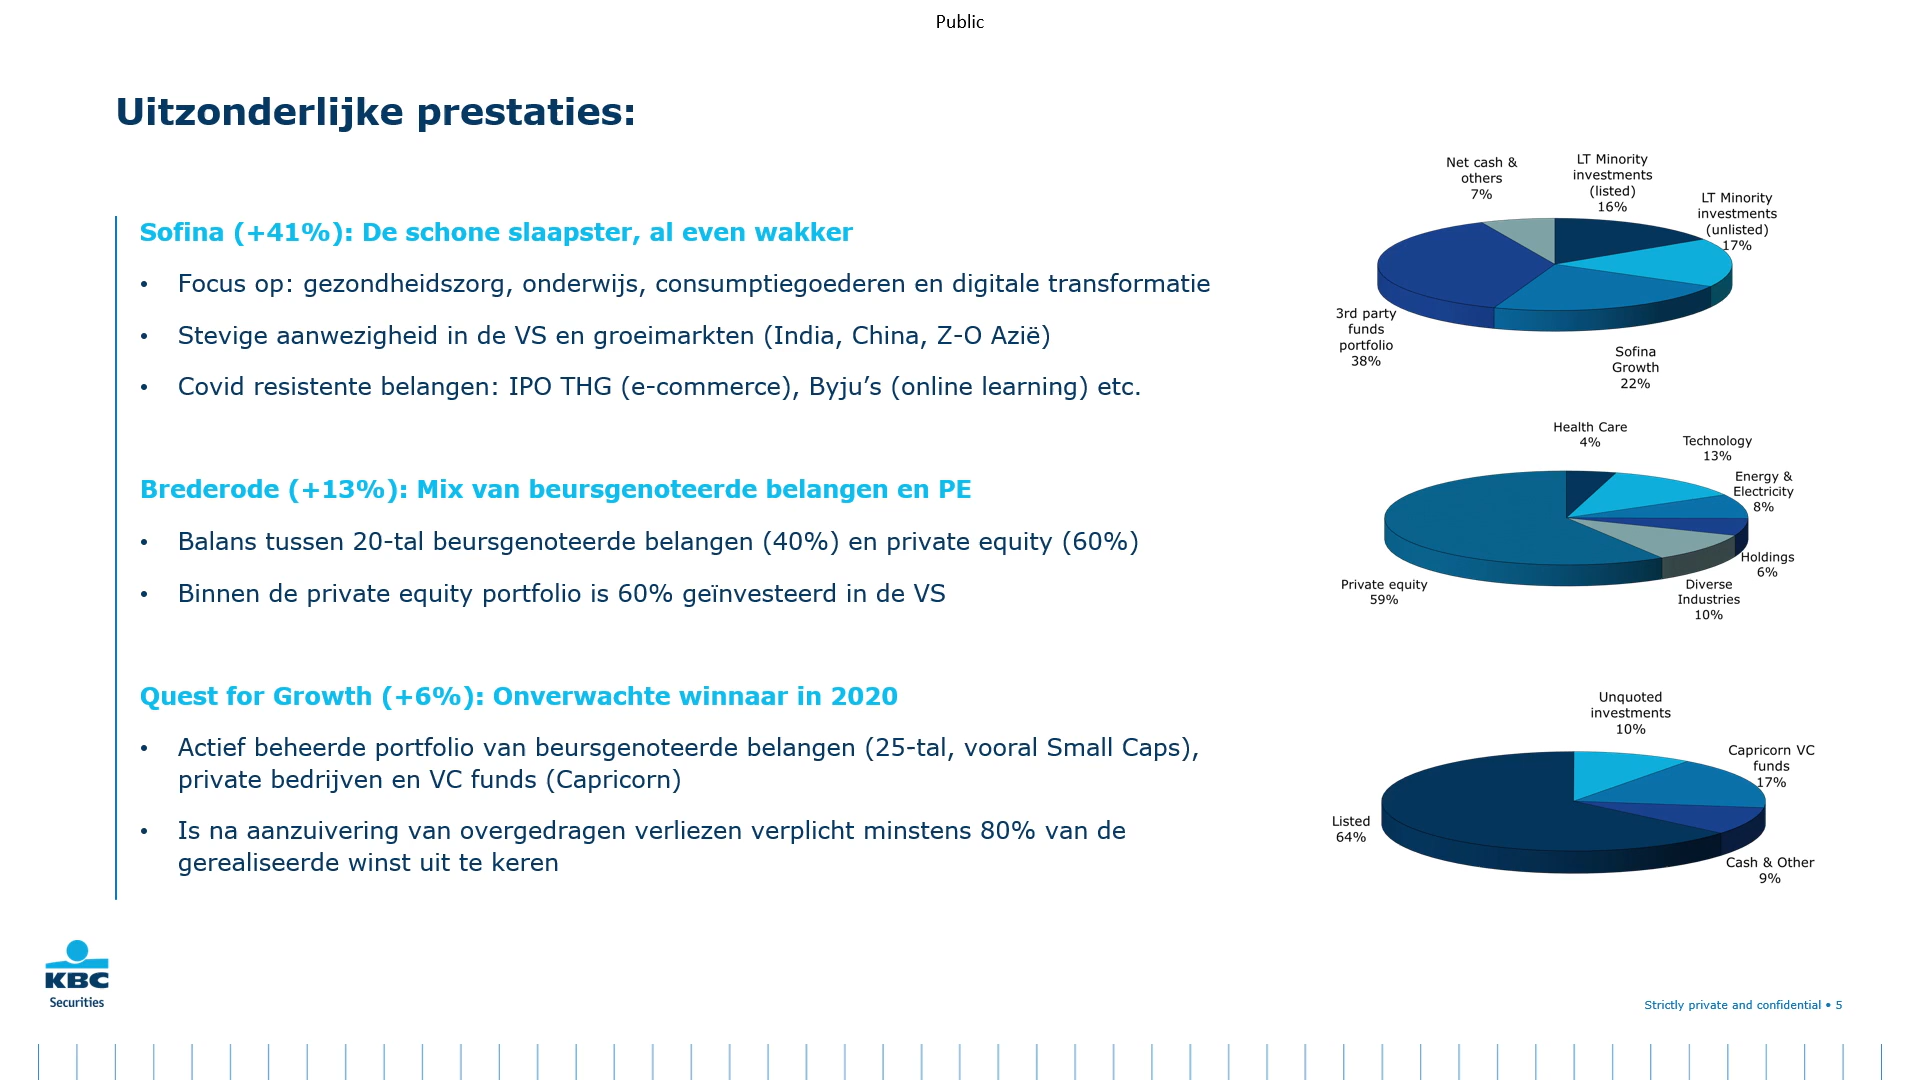 Public
Uitzonderlijke prestaties:
Sofina (+41%): De schone slaapster, al even wakker
• Focus op: gezondheidszorg, onderwijs, consumptiegoederen en digitale transformatie
• Stevige aanwezigheid in de VS en groeimarkten (India, China, Z-O Azië)
• Covid resistente belangen: IPO THG (e-commerce), Byju’s (online learning) etc.
Brederode (+13%): Mix van beursgenoteerde belangen en PE
• Balans tussen 20-tal beursgenoteerde belangen (40%) en private equity (60%)
• Binnen de private equity portfolio is 60% geïnvesteerd in de VS
Quest for Growth (+6%): Onverwachte winnaar in 2020
• Actief beheerde portfolio van beursgenoteerde belangen (25-tal, vooral Small Caps),
private bedrijven en VC funds (Capricorn)
• Is na aanzuivering van overgedragen verliezen verplicht minstens 80% van de
gerealiseerde winst uit te keren
Net cash &
others
7%
LT Minority
investments
(listed)
16%
LT Minority
investments
(unlisted)
17%
3rd party
funds
portfolio
38%
Sofina
Growth
22%
Health Care
4%
Technology
13%
Energy &
Electricity
8%
Holdings
6%
Diverse
Industries
10%
Private equity
59%
Unquoted
investments
10%
Capricorn VC
funds
17%
Listed
64%
Cash & Other
9%
KBC
Securities
Strictly private and confidential • 5